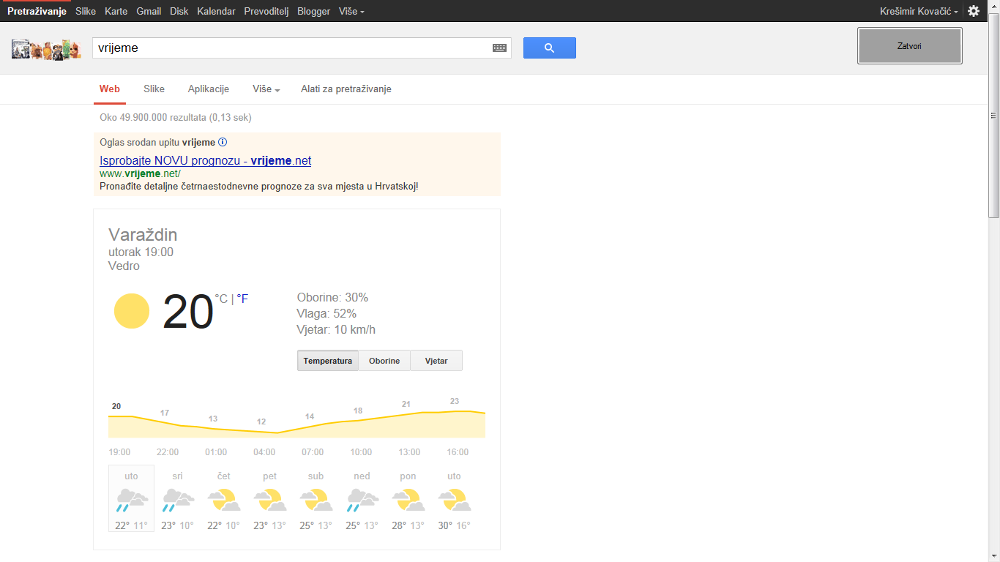 Pretraživanje Slike Karte Gmail Disk Kalendar Prevoditelj Blogger Više Krešimir Kovačić
vrijeme
Zatvori
Web Slike Aplikacije Više Alati za pretraživanje
Oko 49.900.000 rezultata (0,13 sek)
Oglas srodan upitu vrijeme
Isprobajte NOVU prognozu - vrijeme.net
www.vrijeme.net/
Pronađite detaljne četrnaestodnevne prognoze za sva mjesta u Hrvatskoj!
Varaždin
utorak 19:00
Vedro
20 °C | °F
Oborine: 30%
Vlaga: 52%
Vjetar: 10 km/h
Temperatura Oborine Vjetar
20 17 13 12 14 18 21 23
19:00 22:00 01:00 04:00 07:00 10:00 13:00 16:00
uto sri čet pet sub ned pon uto
22° 11° 23° 10° 22° 10° 23° 13° 25° 13° 25° 13° 28° 13° 30° 16°